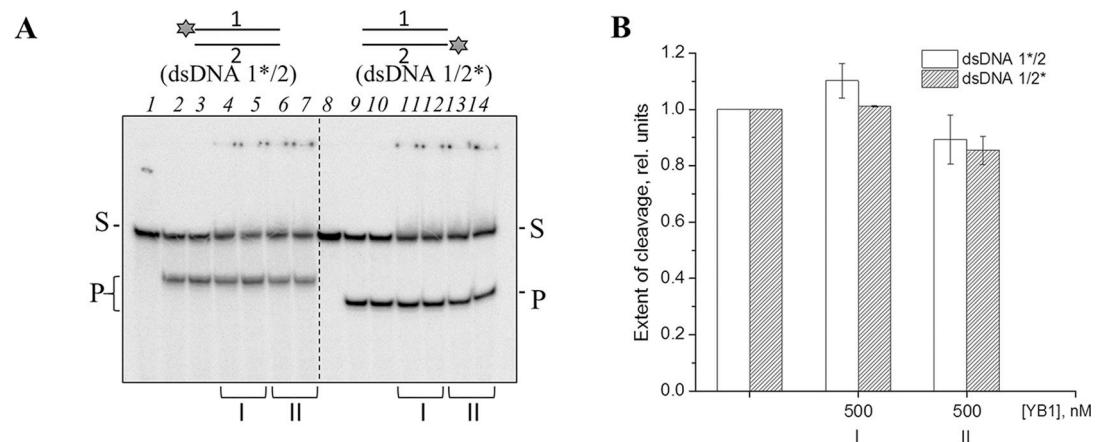 A
1
1
2
2
(dsDNA 1*/2)
(dsDNA 1/2*)
1 2 3 4 5 6 7 8 9 10 11 12 13 14
S
S
P
P
I
II
I
II
B
dsDNA 1*/2
dsDNA 1/2*
Extent of cleavage, rel. units
1.2
1.0
0.8
0.6
0.4
0.2
0.0
500
500
[YB1], nM
I
II